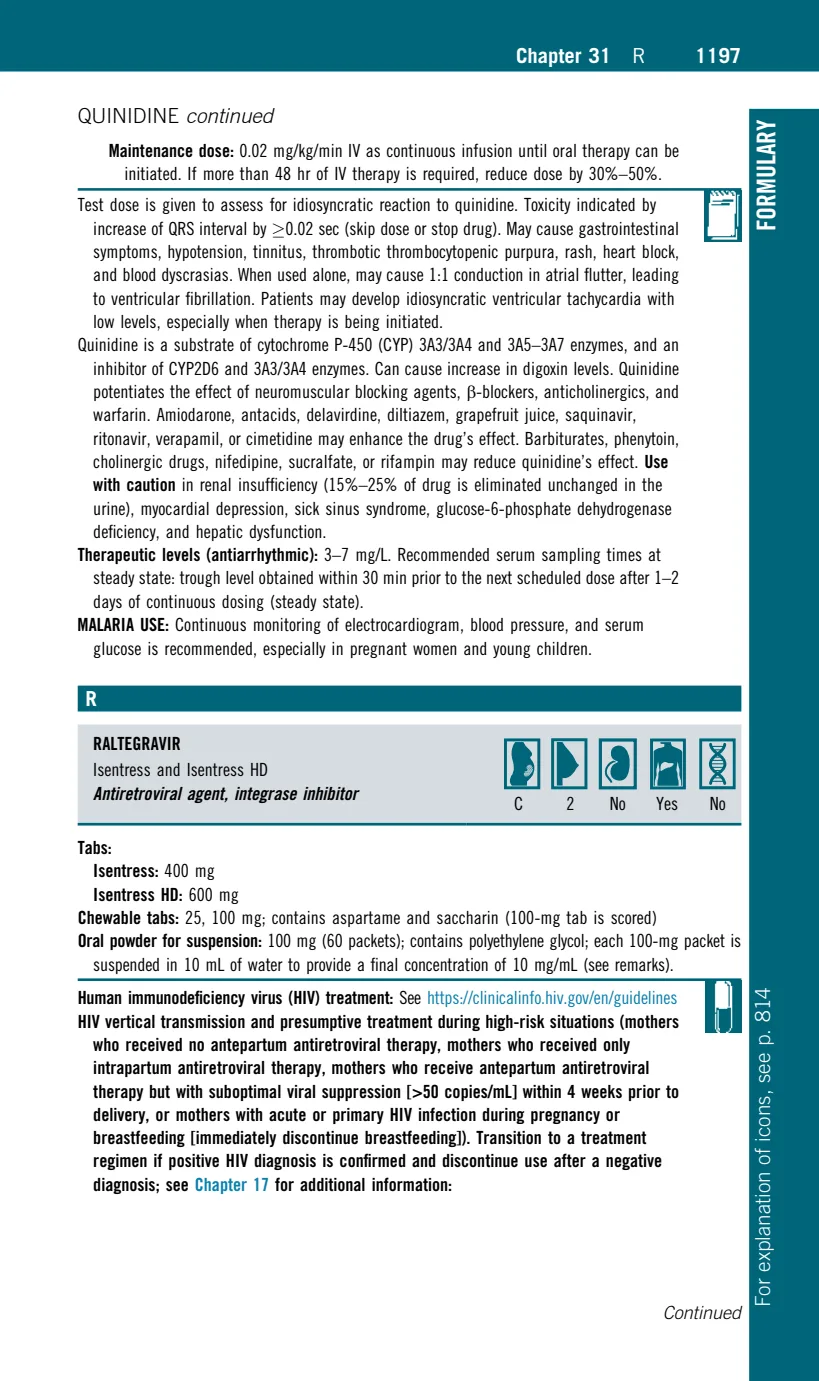 Chapter 31 R 1197
QUINIDINE continued
Maintenance dose: 0.02 mg/kg/min IV as continuous infusion until oral therapy can be
initiated. If more than 48 hr of IV therapy is required, reduce dose by 30%–50%.
Test dose is given to assess for idiosyncratic reaction to quinidine. Toxicity indicated by
increase of QRS interval by ≥0.02 sec (skip dose or stop drug). May cause gastrointestinal
symptoms, hypotension, tinnitus, thrombotic thrombocytopenic purpura, rash, heart block,
and blood dyscrasias. When used alone, may cause 1:1 conduction in atrial flutter, leading
to ventricular fibrillation. Patients may develop idiosyncratic ventricular tachycardia with
low levels, especially when therapy is being initiated.
Quinidine is a substrate of cytochrome P-450 (CYP) 3A3/3A4 and 3A5–3A7 enzymes, and an
inhibitor of CYP2D6 and 3A3/3A4 enzymes. Can cause increase in digoxin levels. Quinidine
potentiates the effect of neuromuscular blocking agents, β-blockers, anticholinergics, and
warfarin. Amiodarone, antacids, delavirdine, diltiazem, grapefruit juice, saquinavir,
ritonavir, verapamil, or cimetidine may enhance the drug's effect. Barbiturates, phenytoin,
cholinergic drugs, nifedipine, sucralfate, or rifampin may reduce quinidine's effect. Use
with caution in renal insufficiency (15%–25% of drug is eliminated unchanged in the
urine), myocardial depression, sick sinus syndrome, glucose-6-phosphate dehydrogenase
deficiency, and hepatic dysfunction.
Therapeutic levels (antiarrhythmic): 3–7 mg/L. Recommended serum sampling times at
steady state: trough level obtained within 30 min prior to the next scheduled dose after 1–2
days of continuous dosing (steady state).
MALARIA USE: Continuous monitoring of electrocardiogram, blood pressure, and serum
glucose is recommended, especially in pregnant women and young children.
R
RALTEGRAVIR
Isentress and Isentress HD
Antiretroviral agent, integrase inhibitor
C 2 No Yes No
Tabs:
Isentress: 400 mg
Isentress HD: 600 mg
Chewable tabs: 25, 100 mg; contains aspartame and saccharin (100-mg tab is scored)
Oral powder for suspension: 100 mg (60 packets); contains polyethylene glycol; each 100-mg packet is
suspended in 10 mL of water to provide a final concentration of 10 mg/mL (see remarks).
Human immunodeficiency virus (HIV) treatment: See https://clinicalinfo.hiv.gov/en/guidelines
HIV vertical transmission and presumptive treatment during high-risk situations (mothers
who received no antepartum antiretroviral therapy, mothers who received only
intrapartum antiretroviral therapy, mothers who receive antepartum antiretroviral
therapy but with suboptimal viral suppression [>50 copies/mL] within 4 weeks prior to
delivery, or mothers with acute or primary HIV infection during pregnancy or
breastfeeding [immediately discontinue breastfeeding]). Transition to a treatment
regimen if positive HIV diagnosis is confirmed and discontinue use after a negative
diagnosis; see Chapter 17 for additional information:
Continued
FORMULARY
For explanation of icons, see p. 814